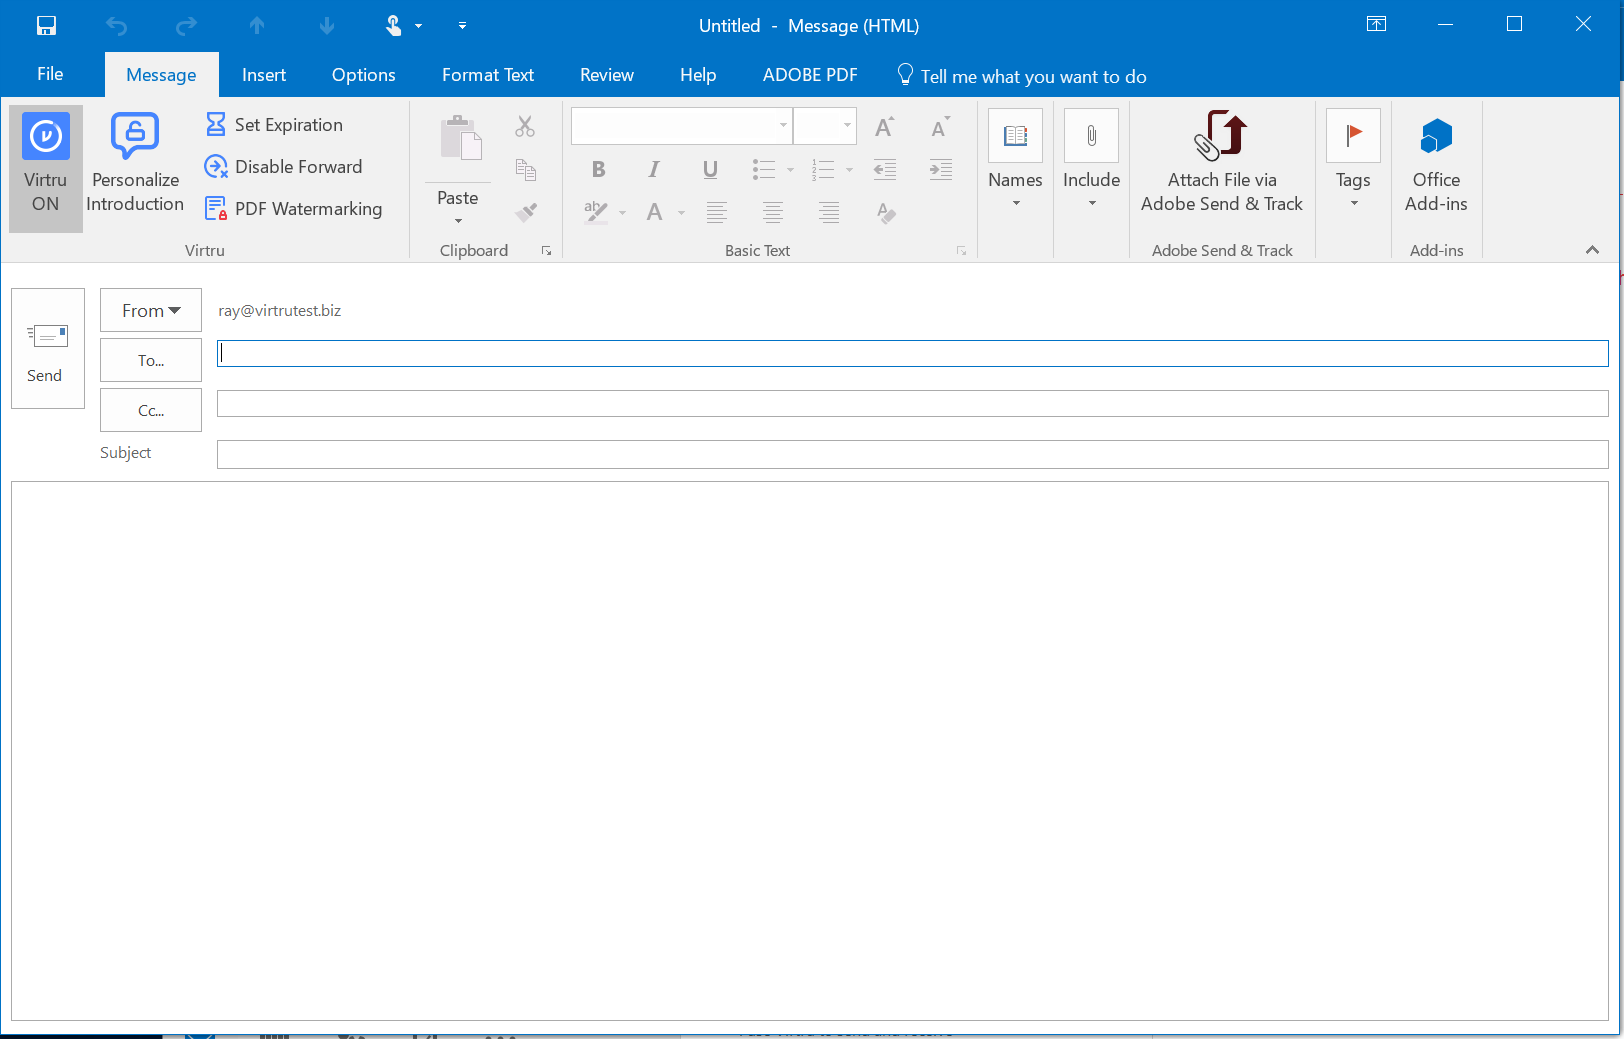 Untitled - Message (HTML)
File Message Insert Options Format Text Review Help ADOBE PDF Tell me what you want to do
Virtru ON
Personalize Introduction
Set Expiration
Disable Forward
PDF Watermarking
Virtru
Paste
Clipboard
B I U
ab A
Basic Text
Names
Include
Attach File via
Adobe Send & Track
Adobe Send & Track
Tags
Office
Add-ins
Add-ins
Send
From ray@virtrutest.biz
To...
Cc...
Subject